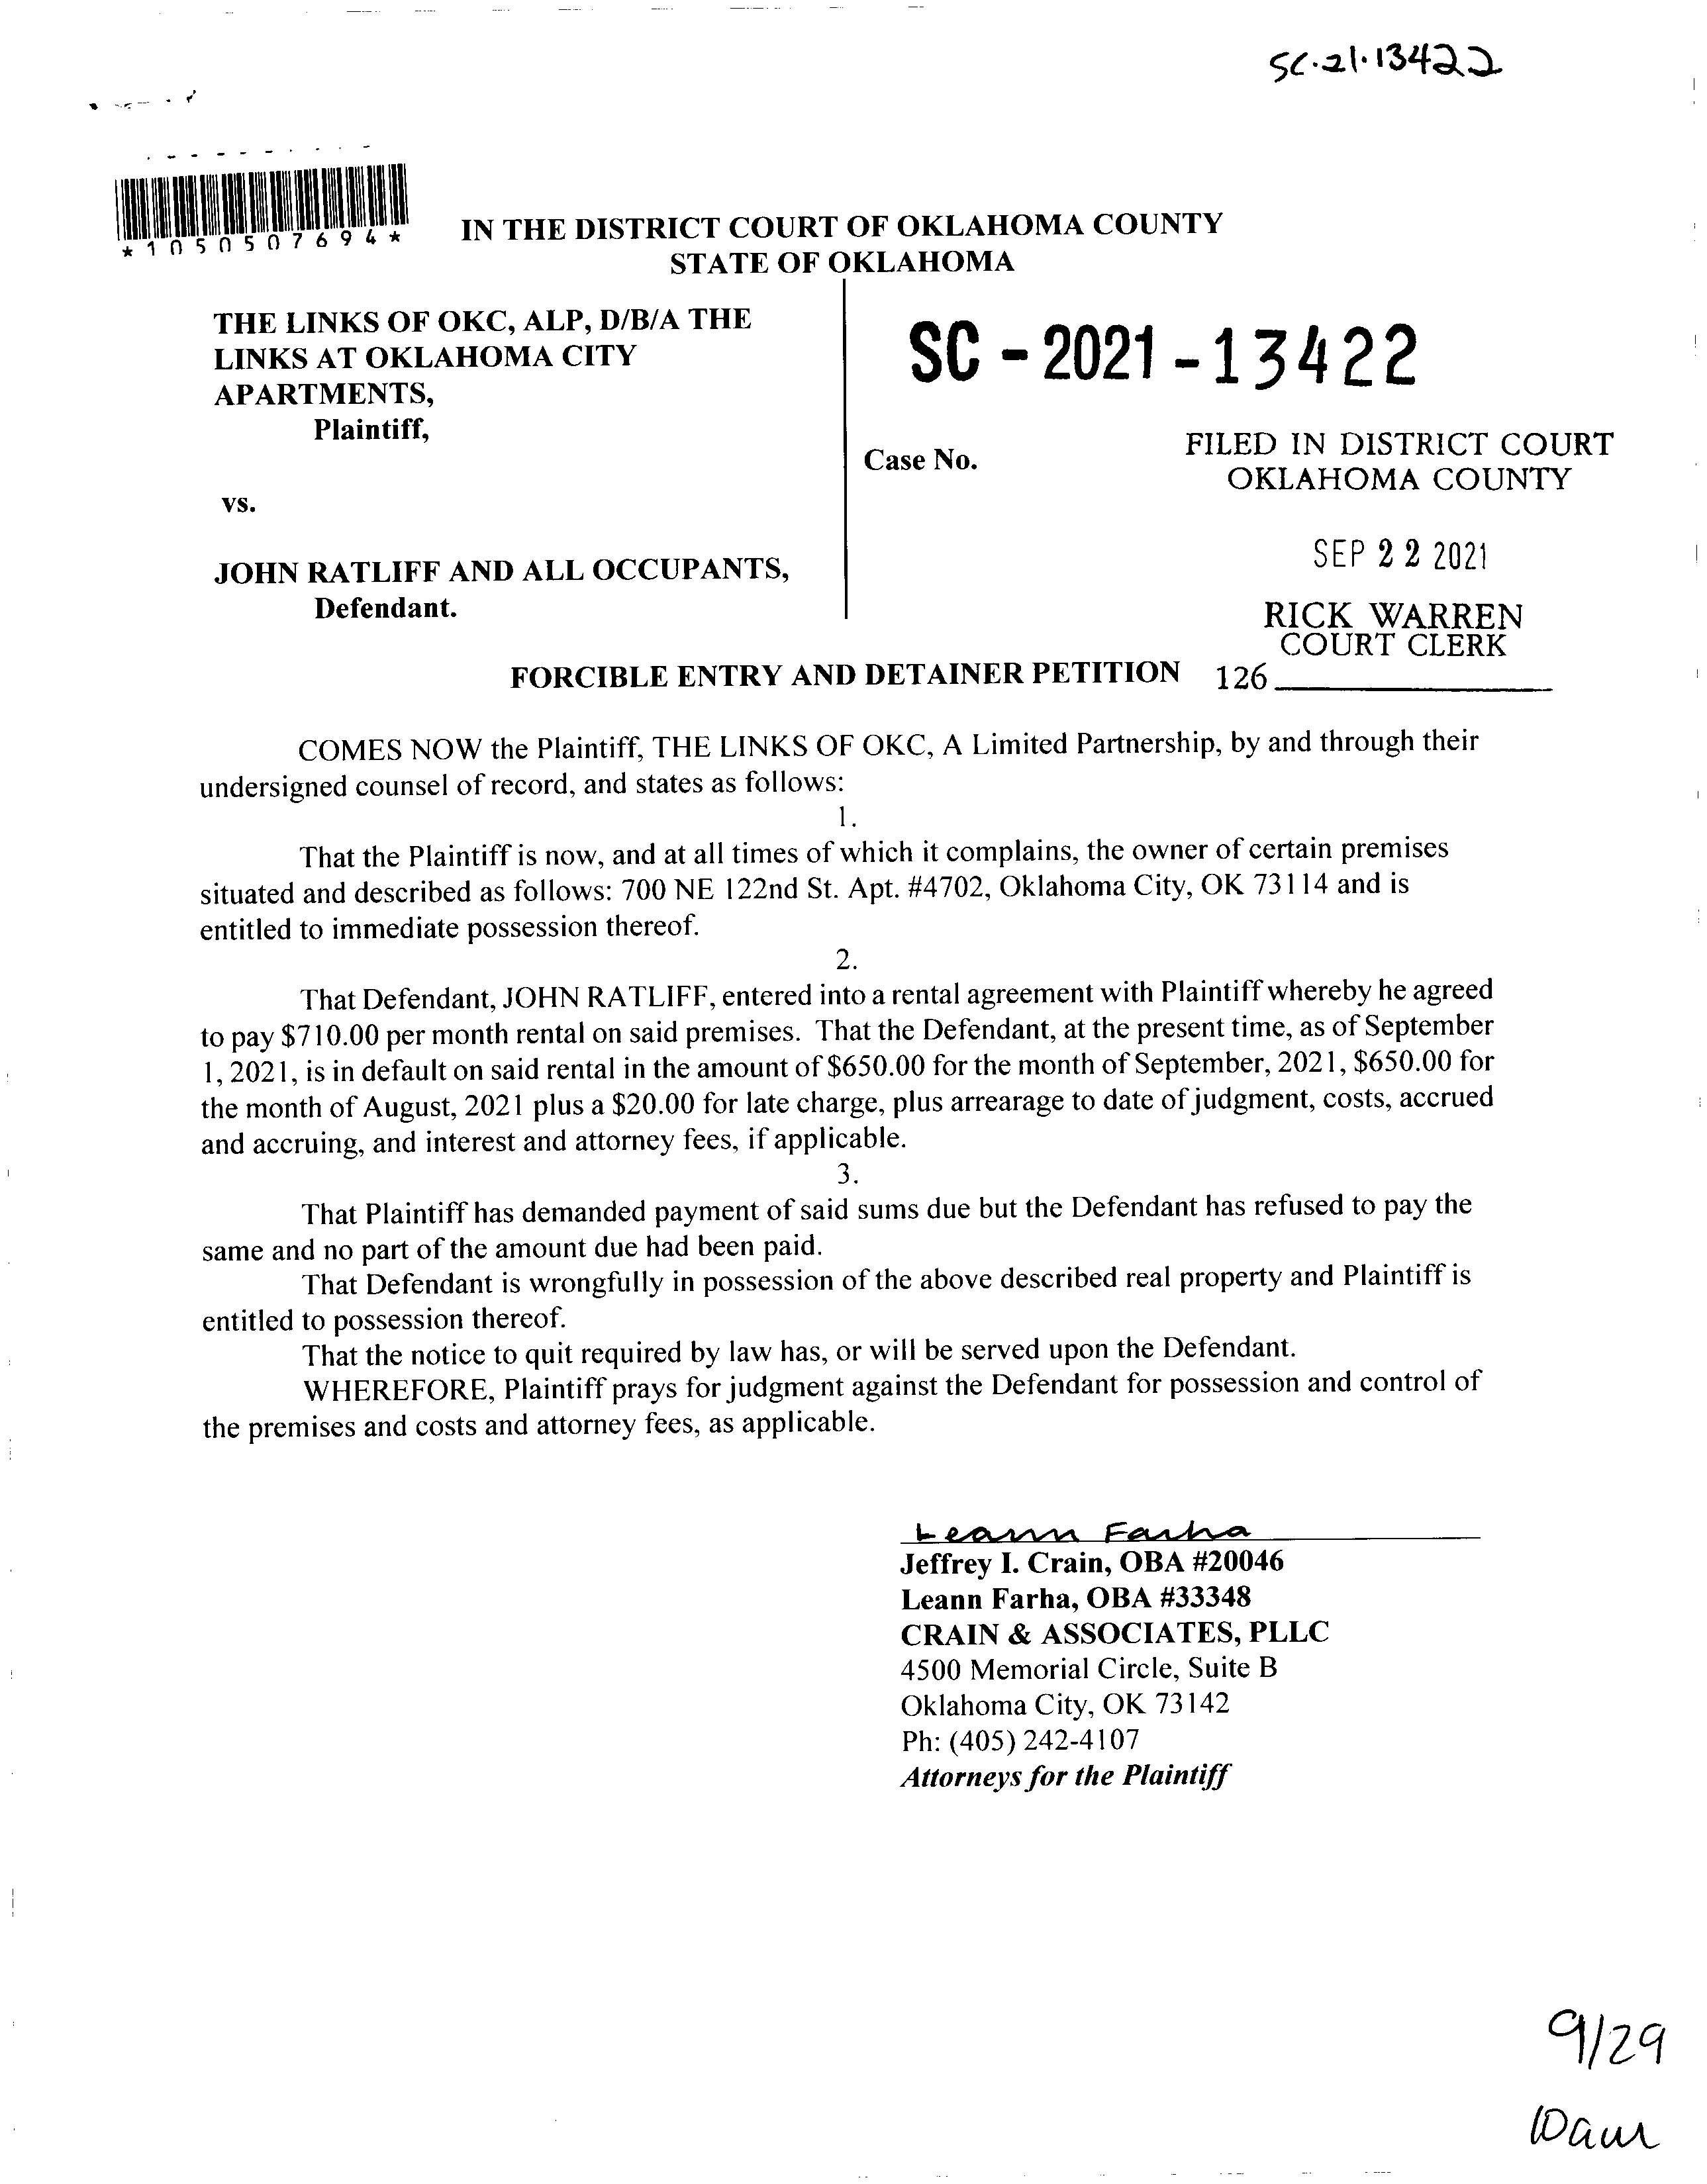 SC.21.13422
*1050507694*
IN THE DISTRICT COURT OF OKLAHOMA COUNTY
STATE OF OKLAHOMA
THE LINKS OF OKC, ALP, D/B/A THE
LINKS AT OKLAHOMA CITY
APARTMENTS,
Plaintiff,
vs.
JOHN RATLIFF AND ALL OCCUPANTS,
Defendant.
SC - 2021 - 13422
Case No.
FILED IN DISTRICT COURT
OKLAHOMA COUNTY
SEP 22 2021
RICK WARREN
COURT CLERK
126
FORCIBLE ENTRY AND DETAINER PETITION
COMES NOW the Plaintiff, THE LINKS OF OKC, A Limited Partnership, by and through their
undersigned counsel of record, and states as follows:
1.
That the Plaintiff is now, and at all times of which it complains, the owner of certain premises
situated and described as follows: 700 NE 122nd St. Apt. #4702, Oklahoma City, OK 73114 and is
entitled to immediate possession thereof.
2.
That Defendant, JOHN RATLIFF, entered into a rental agreement with Plaintiff whereby he agreed
to pay $710.00 per month rental on said premises. That the Defendant, at the present time, as of September
1, 2021, is in default on said rental in the amount of $650.00 for the month of September, 2021, $650.00 for
the month of August, 2021 plus a $20.00 for late charge, plus arrearage to date of judgment, costs, accrued
and accruing, and interest and attorney fees, if applicable.
3.
That Plaintiff has demanded payment of said sums due but the Defendant has refused to pay the
same and no part of the amount due had been paid.
That Defendant is wrongfully in possession of the above described real property and Plaintiff is
entitled to possession thereof.
That the notice to quit required by law has, or will be served upon the Defendant.
WHEREFORE, Plaintiff prays for judgment against the Defendant for possession and control of
the premises and costs and attorney fees, as applicable.
Leann Farha
Jeffrey I. Crain, OBA #20046
Leann Farha, OBA #33348
CRAIN & ASSOCIATES, PLLC
4500 Memorial Circle, Suite B
Oklahoma City, OK 73142
Ph: (405) 242-4107
Attorneys for the Plaintiff
9/29